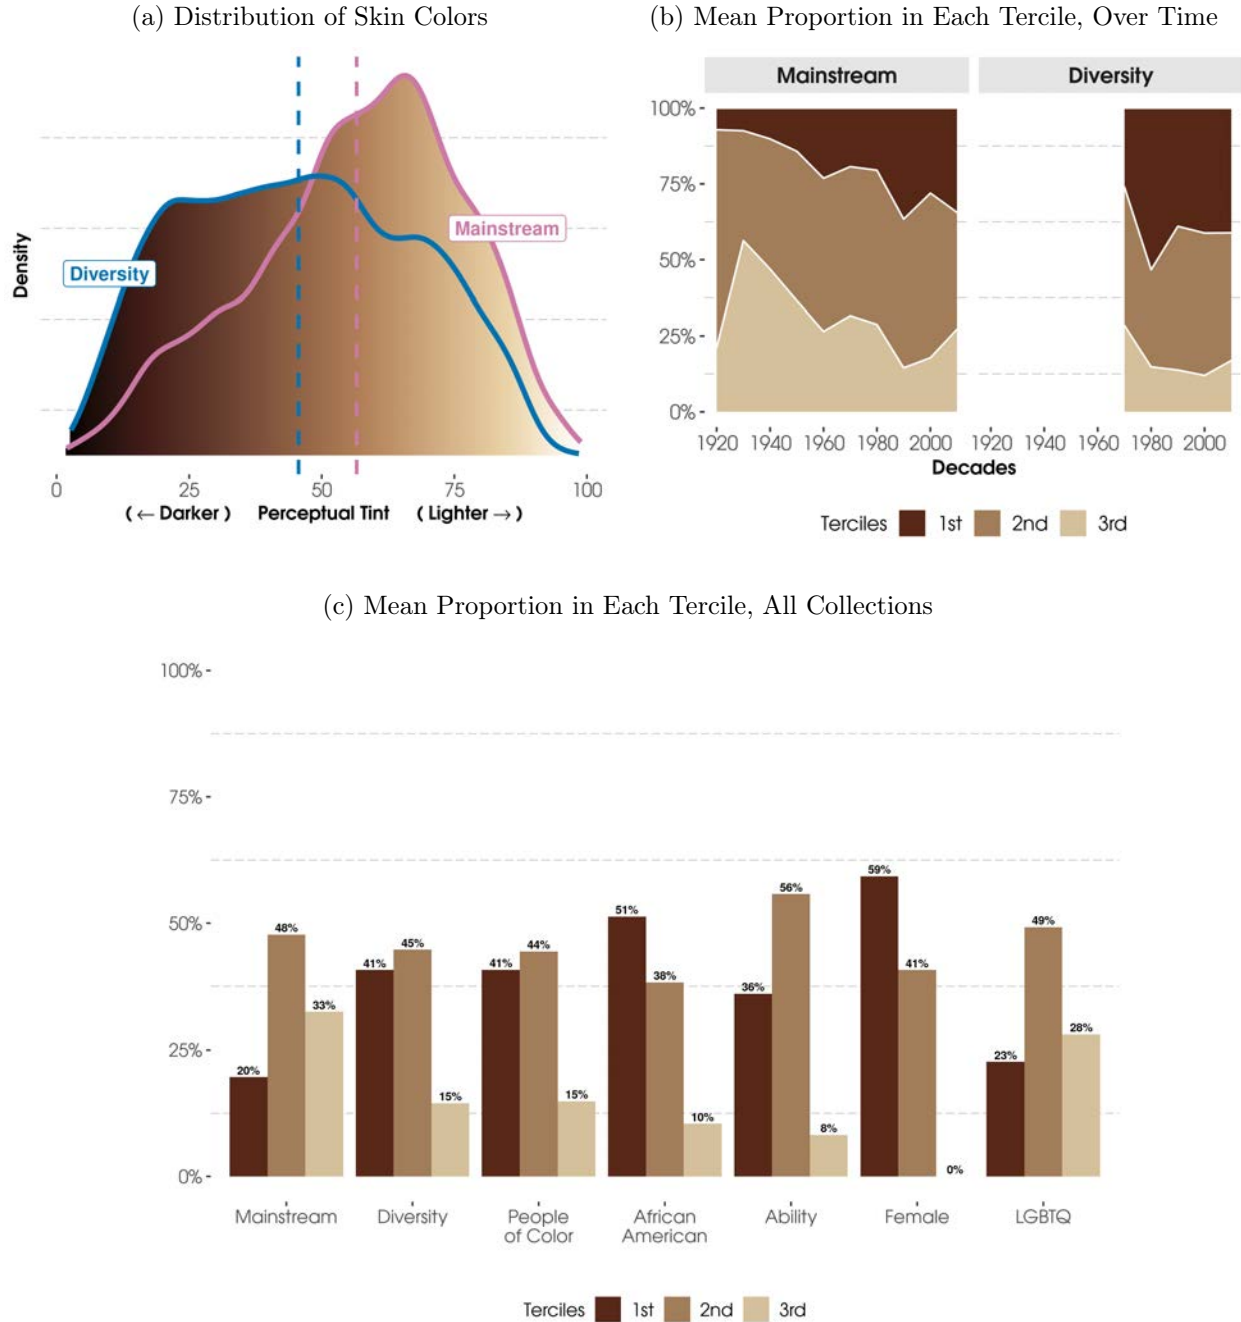 (a) Distribution of Skin Colors
Density
Diversity
Mainstream
0 25 50 75 100
( ← Darker ) Perceptual Tint ( Lighter → )
(b) Mean Proportion in Each Tercile, Over Time
Mainstream Diversity
100%
75%
50%
25%
0%
1920 1940 1960 1980 2000 1920 1940 1960 1980 2000
Decades
Terciles 1st 2nd 3rd
(c) Mean Proportion in Each Tercile, All Collections
100%
75%
50%
25%
0%
20% 48% 33%
41% 45% 15%
41% 44% 15%
51% 38% 10%
36% 56% 8%
59% 41% 0%
23% 49% 28%
Mainstream
Diversity
People
of Color
African
American
Ability
Female
LGBTQ
Terciles 1st 2nd 3rd